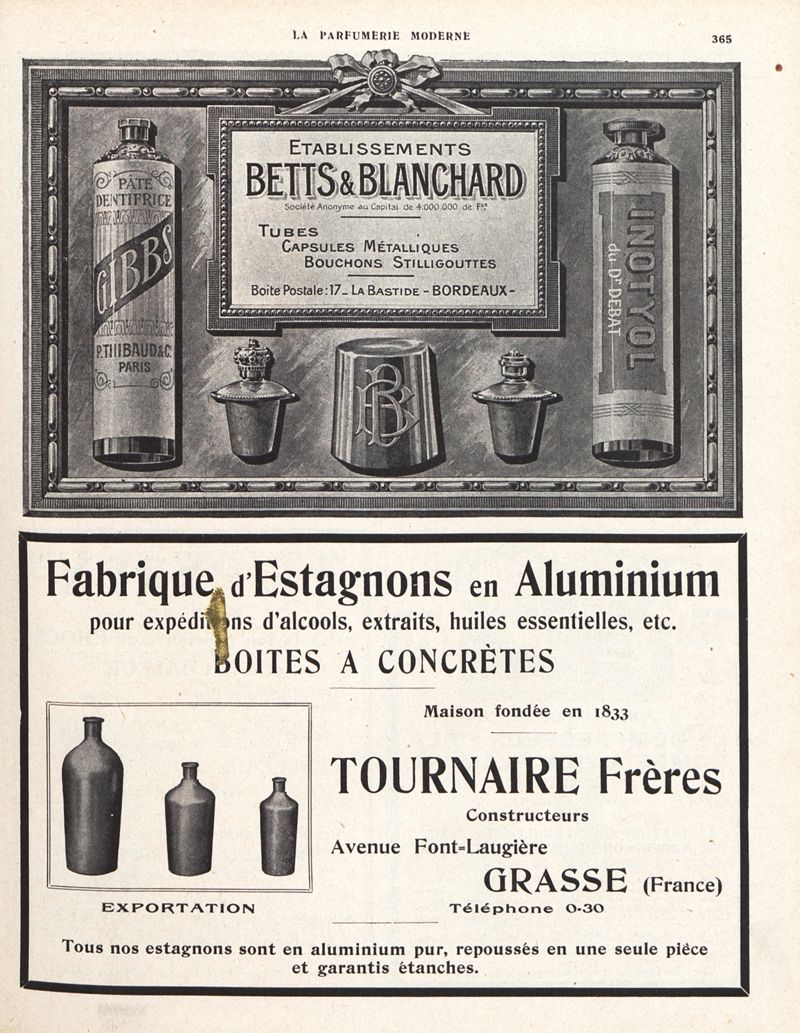 LA PARFUMERIE MODERNE
365
PÂTE
DENTIFRICE
GIBBS
P. THIBAUD & Cie
PARIS
ETABLISSEMENTS
BETTS & BLANCHARD
Société Anonyme au Capital de 4.000.000 de Frs
TUBES
CAPSULES MÉTALLIQUES
BOUCHONS STILLIGOUTTES
Boite Postale : 17 _ LA BASTIDE - BORDEAUX -
INOTYOL
du Dr DEBAT
BB
Fabrique d'Estagnons en Aluminium
pour expéditions d'alcools, extraits, huiles essentielles, etc.
BOITES A CONCRÈTES
Maison fondée en 1833
TOURNAIRE Frères
Constructeurs
Avenue Font-Laugière
GRASSE (France)
Téléphone 0-30
EXPORTATION
Tous nos estagnons sont en aluminium pur, repoussés en une seule pièce
et garantis étanches.